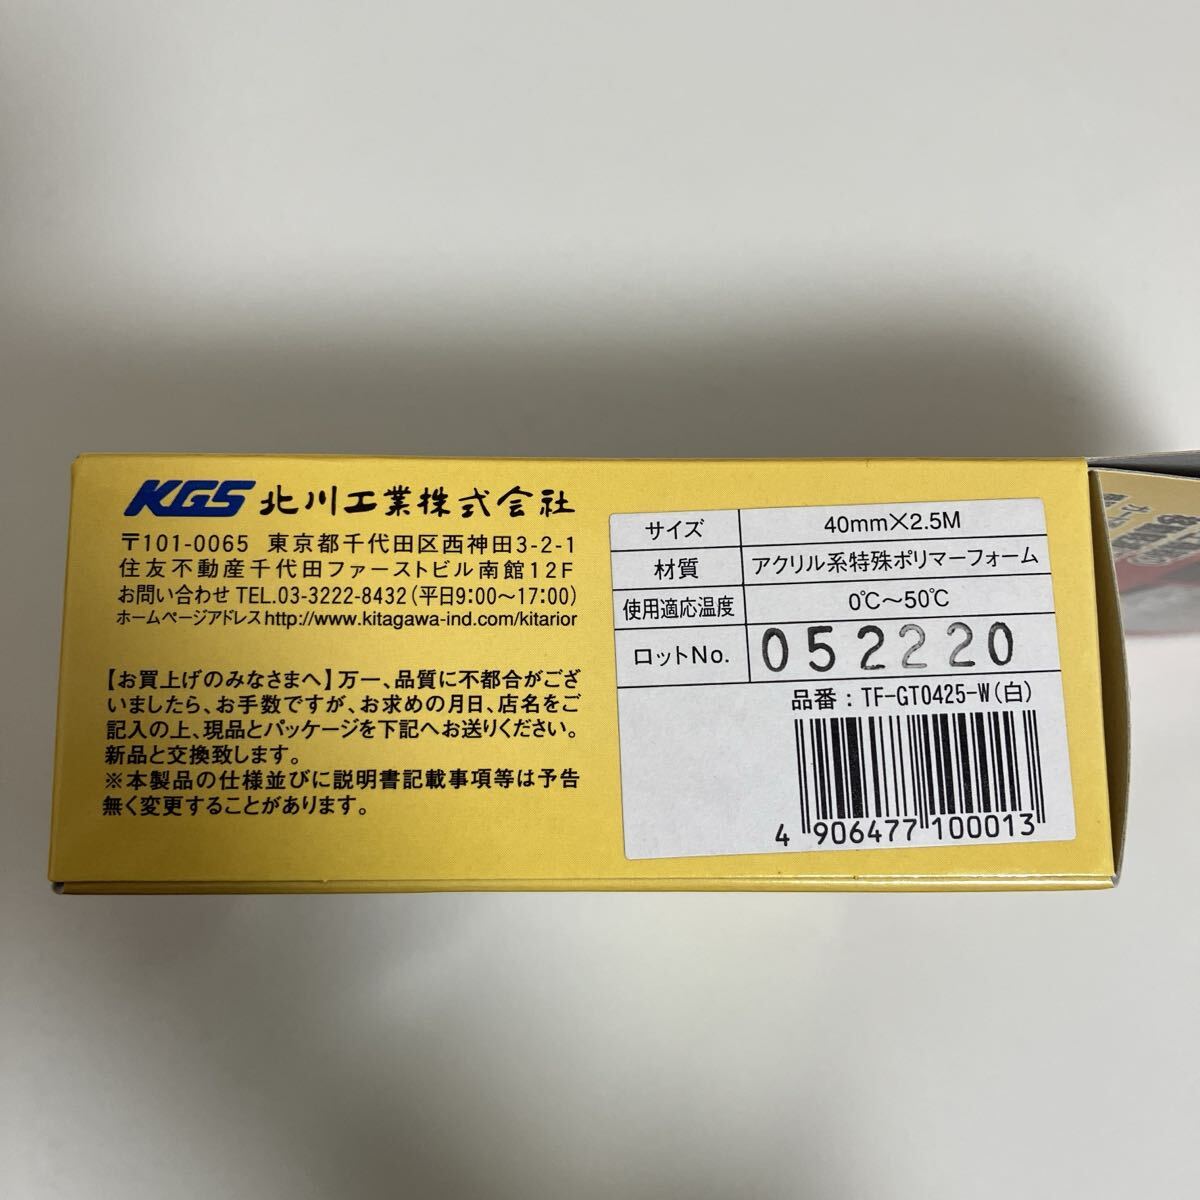 KGS 北川工業株式会社
〒101-0065 東京都千代田区西神田3-2-1
住友不動産千代田ファーストビル南館12F
お問い合わせ TEL.03-3222-8432(平日9:00〜17:00)
ホームページアドレスhttp://www.kitagawa-ind.com/kitarior
【お買上げのみなさまへ】万一、品質に不都合がござ
いましたら、お手数ですが、お求めの月日、店名をご
記入の上、現品とパッケージを下記へお送りください。
新品と交換致します。
※本製品の仕様並びに説明書記載事項等は予告
無く変更することがあります。
サイズ 40mm×2.5M
材質 アクリル系特殊ポリマーフォーム
使用適応温度 0℃〜50℃
ロットNo. 052220
品番：TF-GT0425-W(白)
4 906477 100013